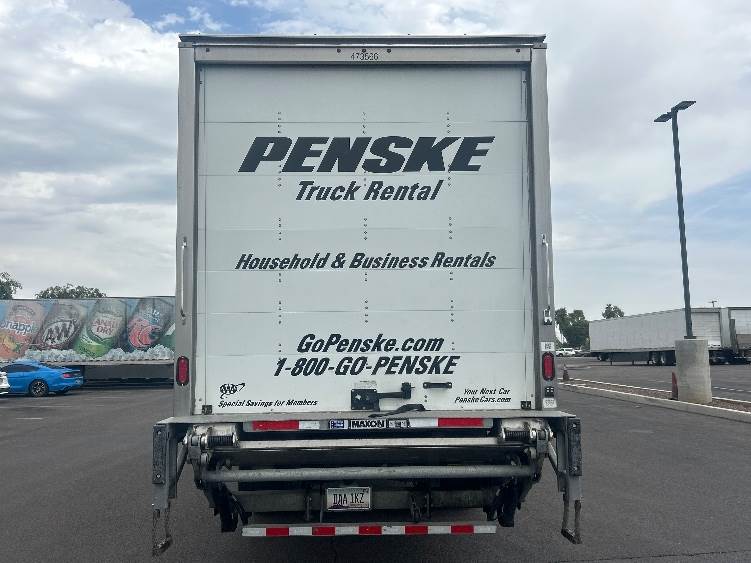 473566
PENSKE
Truck Rental
Household & Business Rentals
GoPenske.com
1-800-GO-PENSKE
AAA
Special Savings for Members
Your Next Car
PenskeCars.com
MAXON
A&W